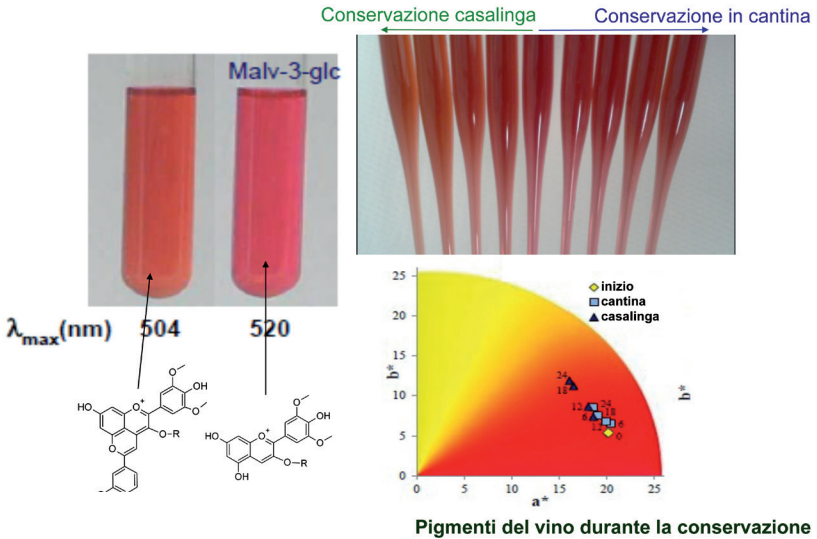 Conservazione casalinga
Conservazione in cantina
Malv-3-glc
λmax(nm) 504 520
O⁺
O
OH
HO
O
O-R
O
O⁺
O
OH
HO
O
O-R
OH
25
20
15
10
5
0
b*
inizio
cantina
casalinga
24
18
12
6
24
18
12
6
0
0 5 10 15 20 25
a*
b*
Pigmenti del vino durante la conservazione